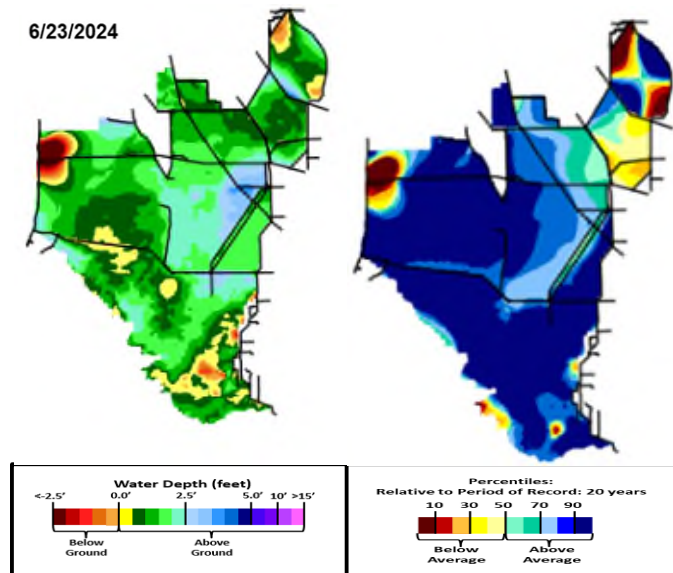 6/23/2024
Water Depth (feet)
<-2.5' 0.0' 2.5' 5.0' 10' >15'
Below Ground
Above Ground
Percentiles:
Relative to Period of Record: 20 years
10 30 50 70 90
Below Average
Above Average